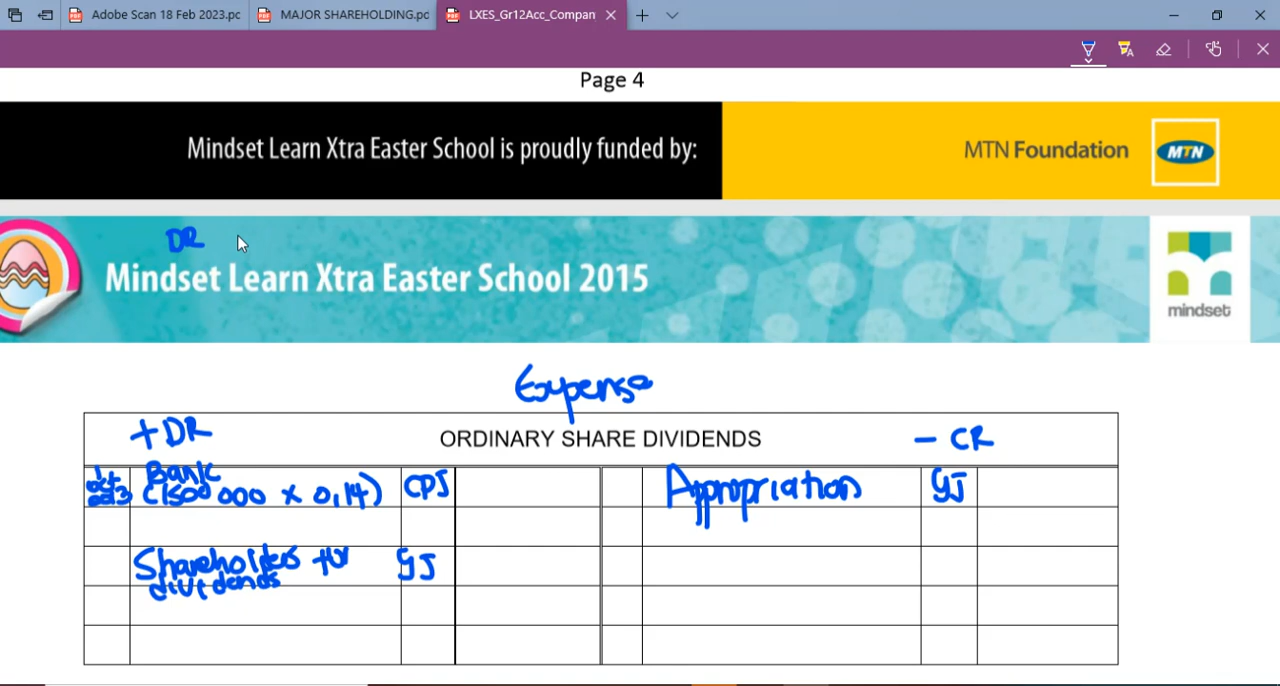 Adobe Scan 18 Feb 2023.pc
MAJOR SHAREHOLDING.pc
LXES_Gr12Acc_Compan
Page 4
Mindset Learn Xtra Easter School is proudly funded by:
MTN Foundation
MTN
DR
Mindset Learn Xtra Easter School 2015
mindset
Expense
+ DR
ORDINARY SHARE DIVIDENDS
- CR
1 Oct
Bank
(1500 000 x 0,14)
CPJ
Appropriation
GJ
Shareholders for
dividends
GJ